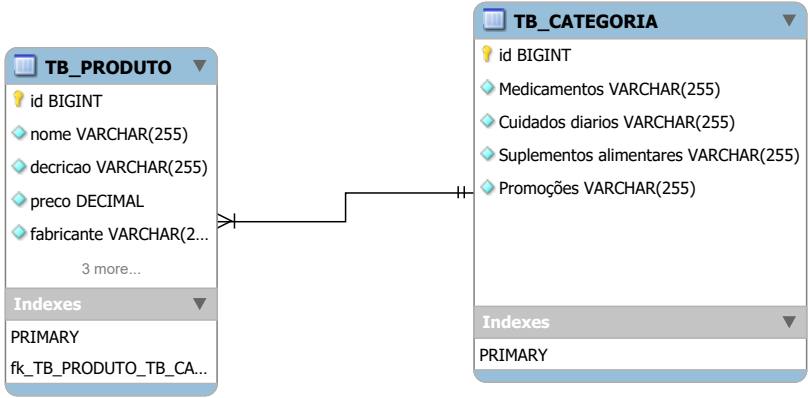 TB_PRODUTO
id BIGINT
nome VARCHAR(255)
decricao VARCHAR(255)
preco DECIMAL
fabricante VARCHAR(2...
3 more...
Indexes
PRIMARY
fk_TB_PRODUTO_TB_CA...
TB_CATEGORIA
id BIGINT
Medicamentos VARCHAR(255)
Cuidados diarios VARCHAR(255)
Suplementos alimentares VARCHAR(255)
Promoções VARCHAR(255)
Indexes
PRIMARY